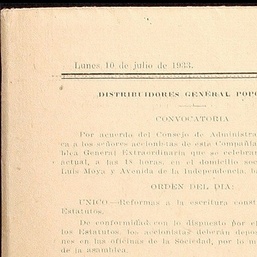 Lunes 10 de julio de 1933.
DISTRIBUIDORES GENERAL POP
CONVOCATORIA
Por acuerdo del Consejo de Administra
ca a los señores accionistas de esta Compañía
blea General Extraordinaria que se celebra
actual, a las 18 horas, en el domicilio soc
Luis Moya y Avenida de la Independencia, b
ORDEN DEL DIA:
UNICO.—Reformas a la escritura const
Estatutos.
De conformidad con lo dispuesto por el
los Estatutos, los accionistas deberán depos
nes en las oficinas de la Sociedad, por lo m
de la asamblea.